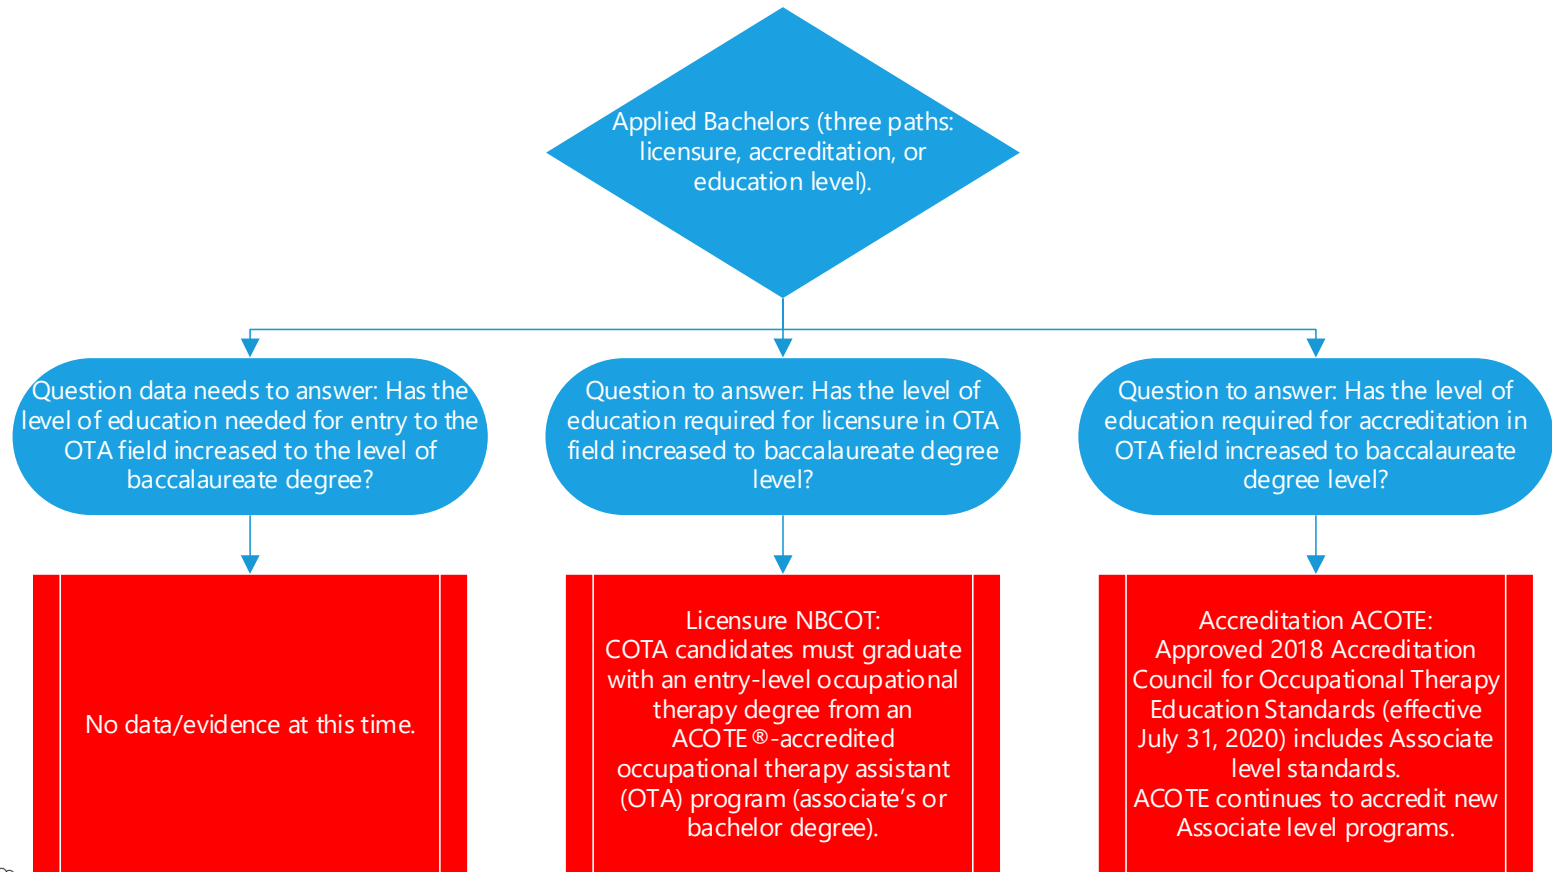 Applied Bachelors (three paths:
licensure, accreditation, or
education level).
Question data needs to answer: Has the
level of education needed for entry to the
OTA field increased to the level of
baccalaureate degree?
Question to answer: Has the level of
education required for licensure in OTA
field increased to baccalaureate degree
level?
Question to answer: Has the level of
education required for accreditation in
OTA field increased to baccalaureate
degree level?
No data/evidence at this time.
Licensure NBCOT:
COTA candidates must graduate
with an entry-level occupational
therapy degree from an
ACOTE®-accredited
occupational therapy assistant
(OTA) program (associate’s or
bachelor degree).
Accreditation ACOTE:
Approved 2018 Accreditation
Council for Occupational Therapy
Education Standards (effective
July 31, 2020) includes Associate
level standards.
ACOTE continues to accredit new
Associate level programs.